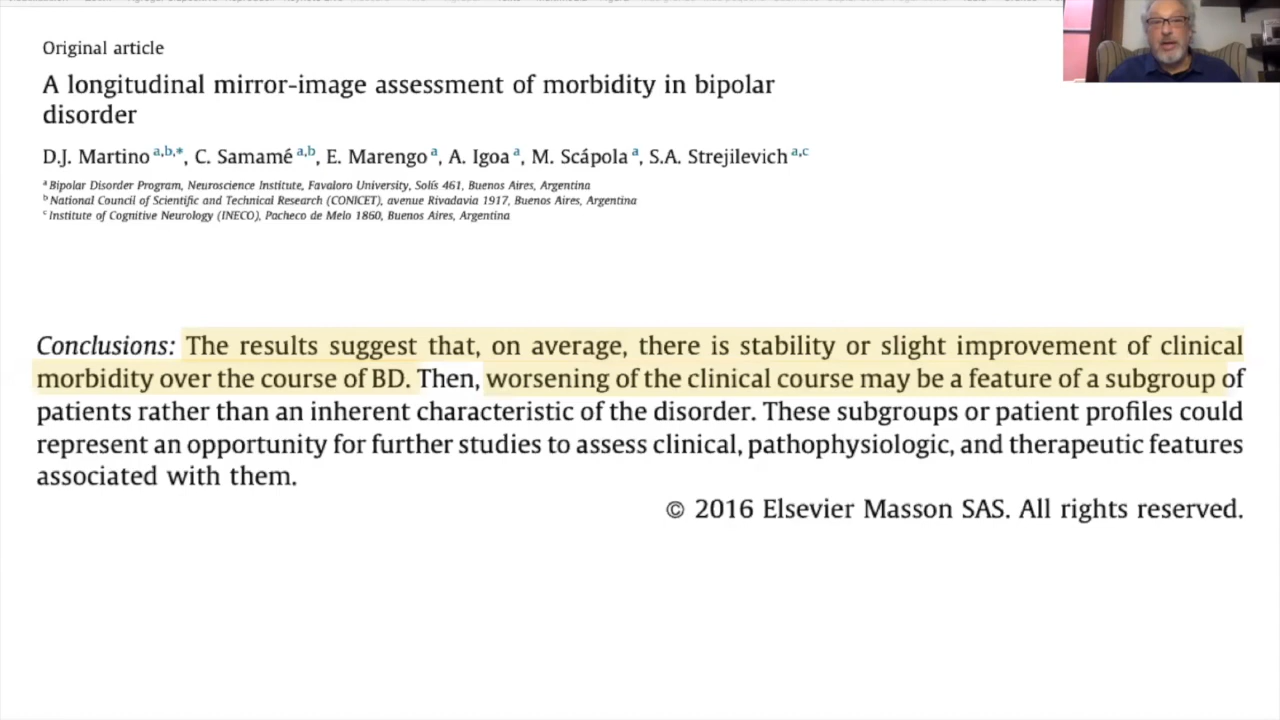 Original article
A longitudinal mirror-image assessment of morbidity in bipolar
disorder
D.J. Martino a,b,*, C. Samamé a,b, E. Marengo a, A. Igoa a, M. Scápola a, S.A. Strejilevich a,c
a Bipolar Disorder Program, Neuroscience Institute, Favaloro University, Solís 461, Buenos Aires, Argentina
b National Council of Scientific and Technical Research (CONICET), avenue Rivadavia 1917, Buenos Aires, Argentina
c Institute of Cognitive Neurology (INECO), Pacheco de Melo 1860, Buenos Aires, Argentina
Conclusions: The results suggest that, on average, there is stability or slight improvement of clinical
morbidity over the course of BD. Then, worsening of the clinical course may be a feature of a subgroup of
patients rather than an inherent characteristic of the disorder. These subgroups or patient profiles could
represent an opportunity for further studies to assess clinical, pathophysiologic, and therapeutic features
associated with them.
© 2016 Elsevier Masson SAS. All rights reserved.